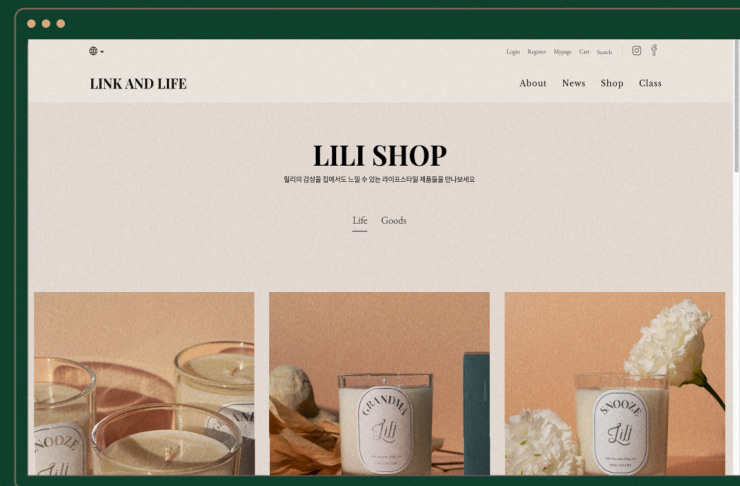 Login Register Mypage Cart Search
LINK AND LIFE
About News Shop Class
LILI SHOP
릴리의 감성을 집에서도 느낄 수 있는 라이프스타일 제품들을 만나보세요
Life Goods
NOOZE
Lili
GRANDMA
Lili
SNOOZE
Lili